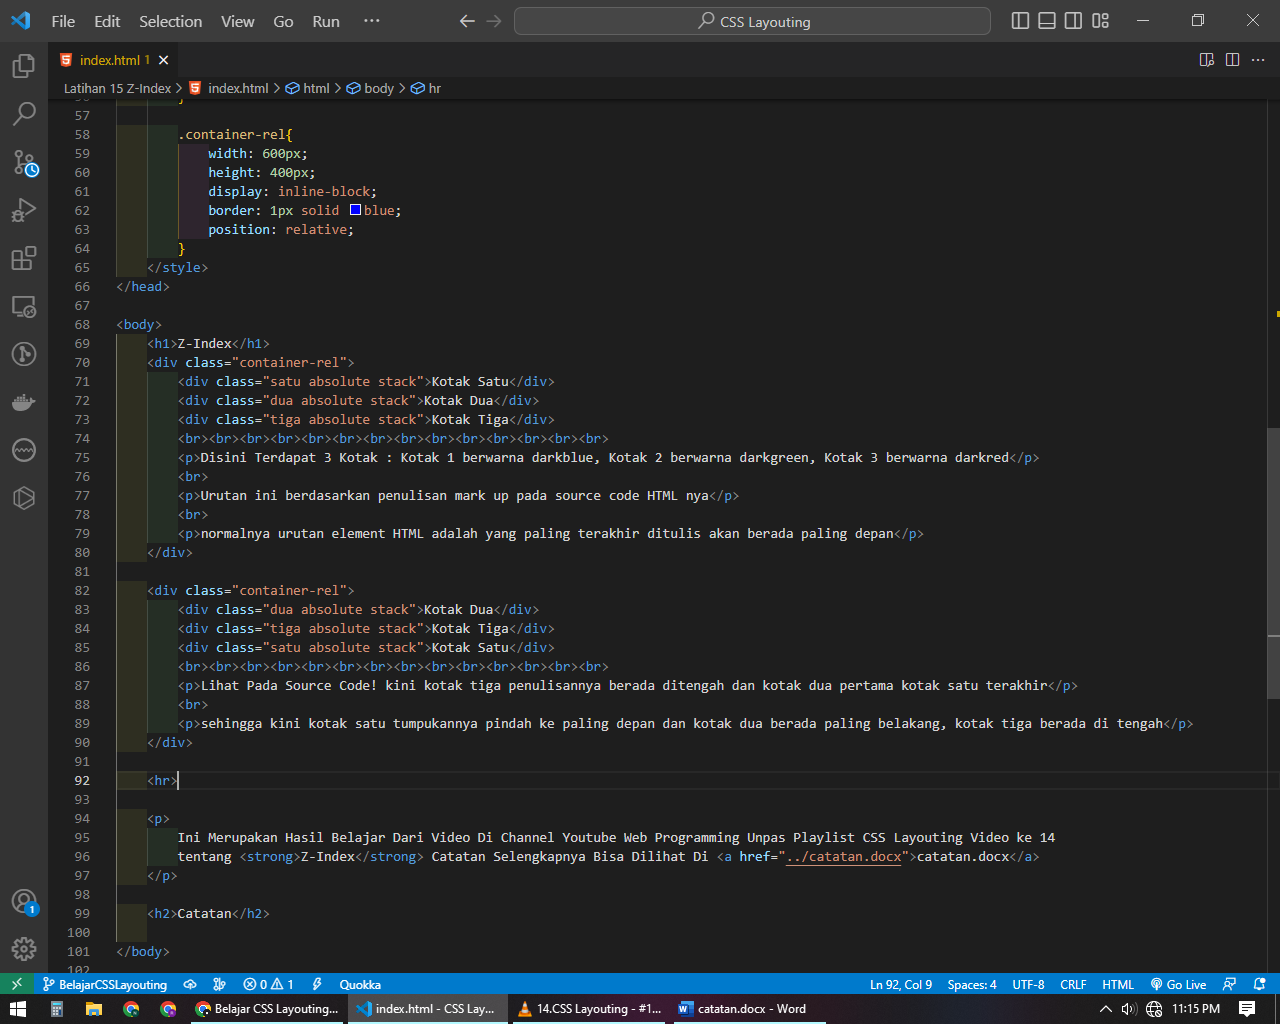 File Edit Selection View Go Run ··· CSS Layouting
index.html 1
Latihan 15 Z-Index > index.html > html > body > hr
57
58 .container-rel{
59 width: 600px;
60 height: 400px;
61 display: inline-block;
62 border: 1px solid blue;
63 position: relative;
64 }
65 </style>
66 </head>
67
68 <body>
69 <h1>Z-Index</h1>
70 <div class="container-rel">
71 <div class="satu absolute stack">Kotak Satu</div>
72 <div class="dua absolute stack">Kotak Dua</div>
73 <div class="tiga absolute stack">Kotak Tiga</div>
74 <br><br><br><br><br><br><br><br><br><br><br><br><br><br>
75 <p>Disini Terdapat 3 Kotak : Kotak 1 berwarna darkblue, Kotak 2 berwarna darkgreen, Kotak 3 berwarna darkred</p>
76 <br>
77 <p>Urutan ini berdasarkan penulisan mark up pada source code HTML nya</p>
78 <br>
79 <p>normalnya urutan element HTML adalah yang paling terakhir ditulis akan berada paling depan</p>
80 </div>
81
82 <div class="container-rel">
83 <div class="dua absolute stack">Kotak Dua</div>
84 <div class="tiga absolute stack">Kotak Tiga</div>
85 <div class="satu absolute stack">Kotak Satu</div>
86 <br><br><br><br><br><br><br><br><br><br><br><br><br><br>
87 <p>Lihat Pada Source Code! kini kotak tiga penulisannya berada ditengah dan kotak dua pertama kotak satu terakhir</p>
88 <br>
89 <p>sehingga kini kotak satu tumpukannya pindah ke paling depan dan kotak dua berada paling belakang, kotak tiga berada di tengah</p>
90 </div>
91
92 <hr>
93
94 <p>
95 Ini Merupakan Hasil Belajar Dari Video Di Channel Youtube Web Programming Unpas Playlist CSS Layouting Video ke 14
96 tentang <strong>Z-Index</strong> Catatan Selengkapnya Bisa Dilihat Di <a href="../catatan.docx">catatan.docx</a>
97 </p>
98
99 <h2>Catatan</h2>
100
101 </body>
102
1
BelajarCSSLayouting 0 1 Quokka Ln 92, Col 9 Spaces: 4 UTF-8 CRLF HTML Go Live
Belajar CSS Layouting... index.html - CSS Lay... 14.CSS Layouting - #1... catatan.docx - Word 11:15 PM